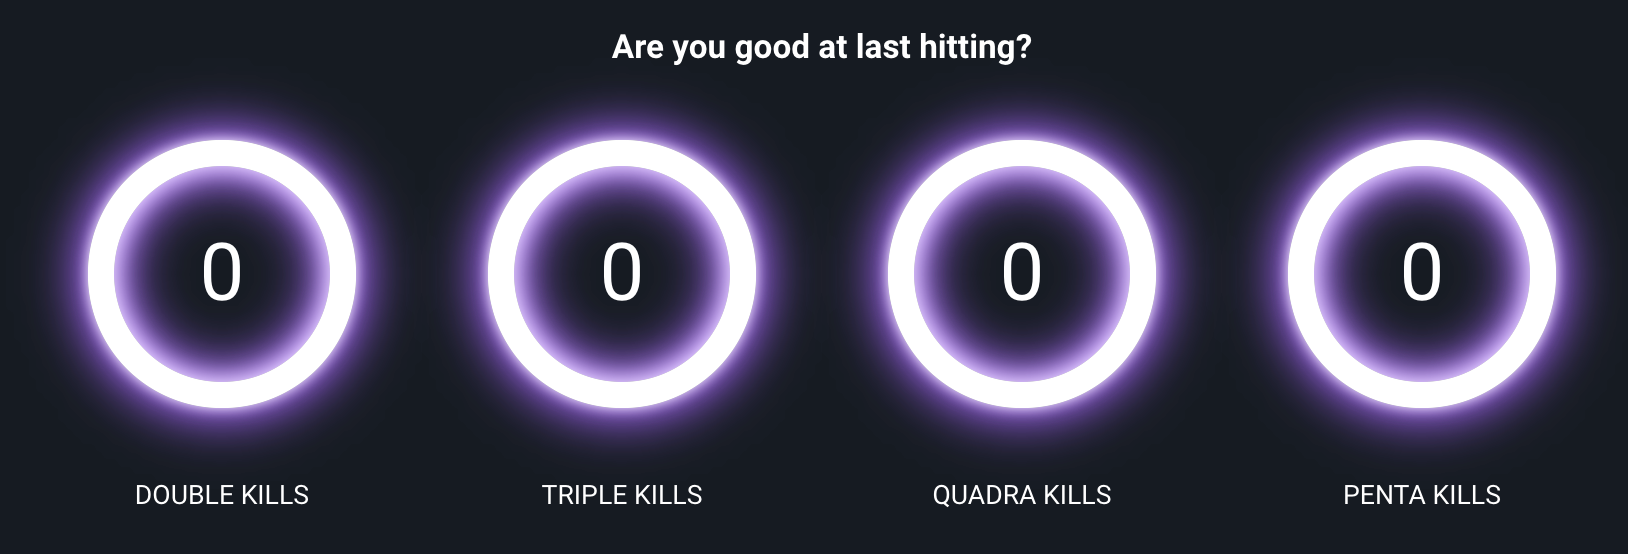 Are you good at last hitting?
0 0 0 0
DOUBLE KILLS TRIPLE KILLS QUADRA KILLS PENTA KILLS